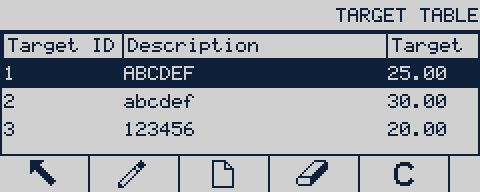 TARGET TABLE
Target ID Description Target
1 ABCDEF 25.00
2 abcdef 30.00
3 123456 20.00
C